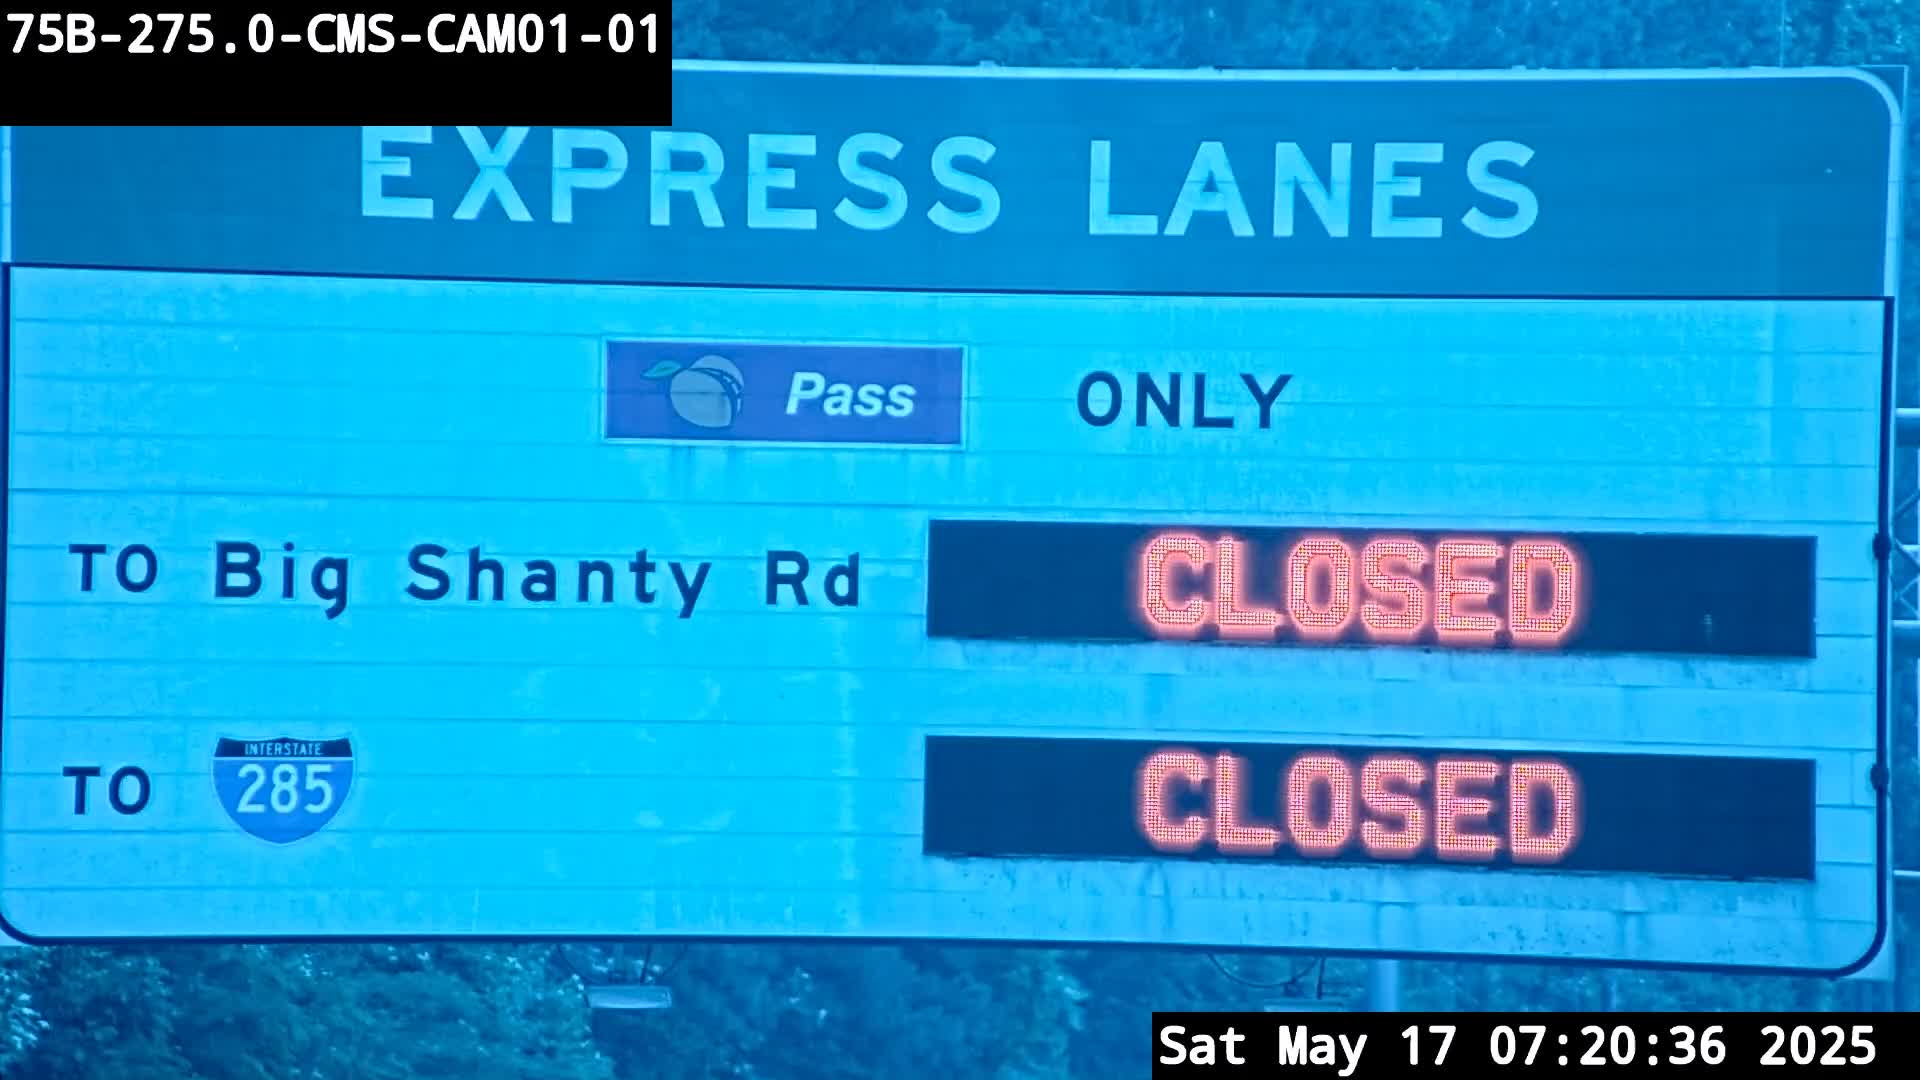 75B-275.0-CMS-CAM01-01
EXPRESS LANES
Pass ONLY
TO Big Shanty Rd CLOSED
INTERSTATE
TO 285 CLOSED
Sat May 17 07:20:36 2025